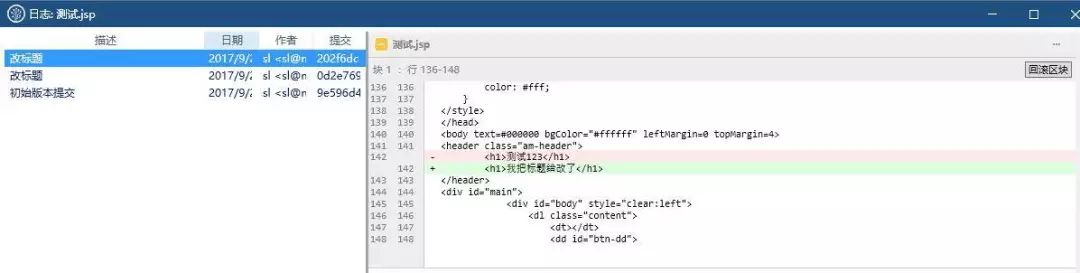 日志: 测试.jsp
描述 日期 作者 提交
改标题 2017/9/2 sl <sl@n 202f6dc
改标题 2017/9/2 sl <sl@n 0d2e769
初始版本提交 2017/9/2 sl <sl@n 9e596d4
测试.jsp ...
块 1 : 行 136-148 回滚区块
136 136 color: #fff;
137 137 }
138 138 </style>
139 139 </head>
140 140 <body text=#000000 bgColor="#ffffff" leftMargin=0 topMargin=4>
141 141 <header class="am-header">
142 - <h1>测试123</h1>
142 + <h1>我把标题给改了</h1>
143 143 </header>
144 144 <div id="main">
145 145 <div id="body" style="clear:left">
146 146 <dl class="content">
147 147 <dt></dt>
148 148 <dd id="btn-dd">